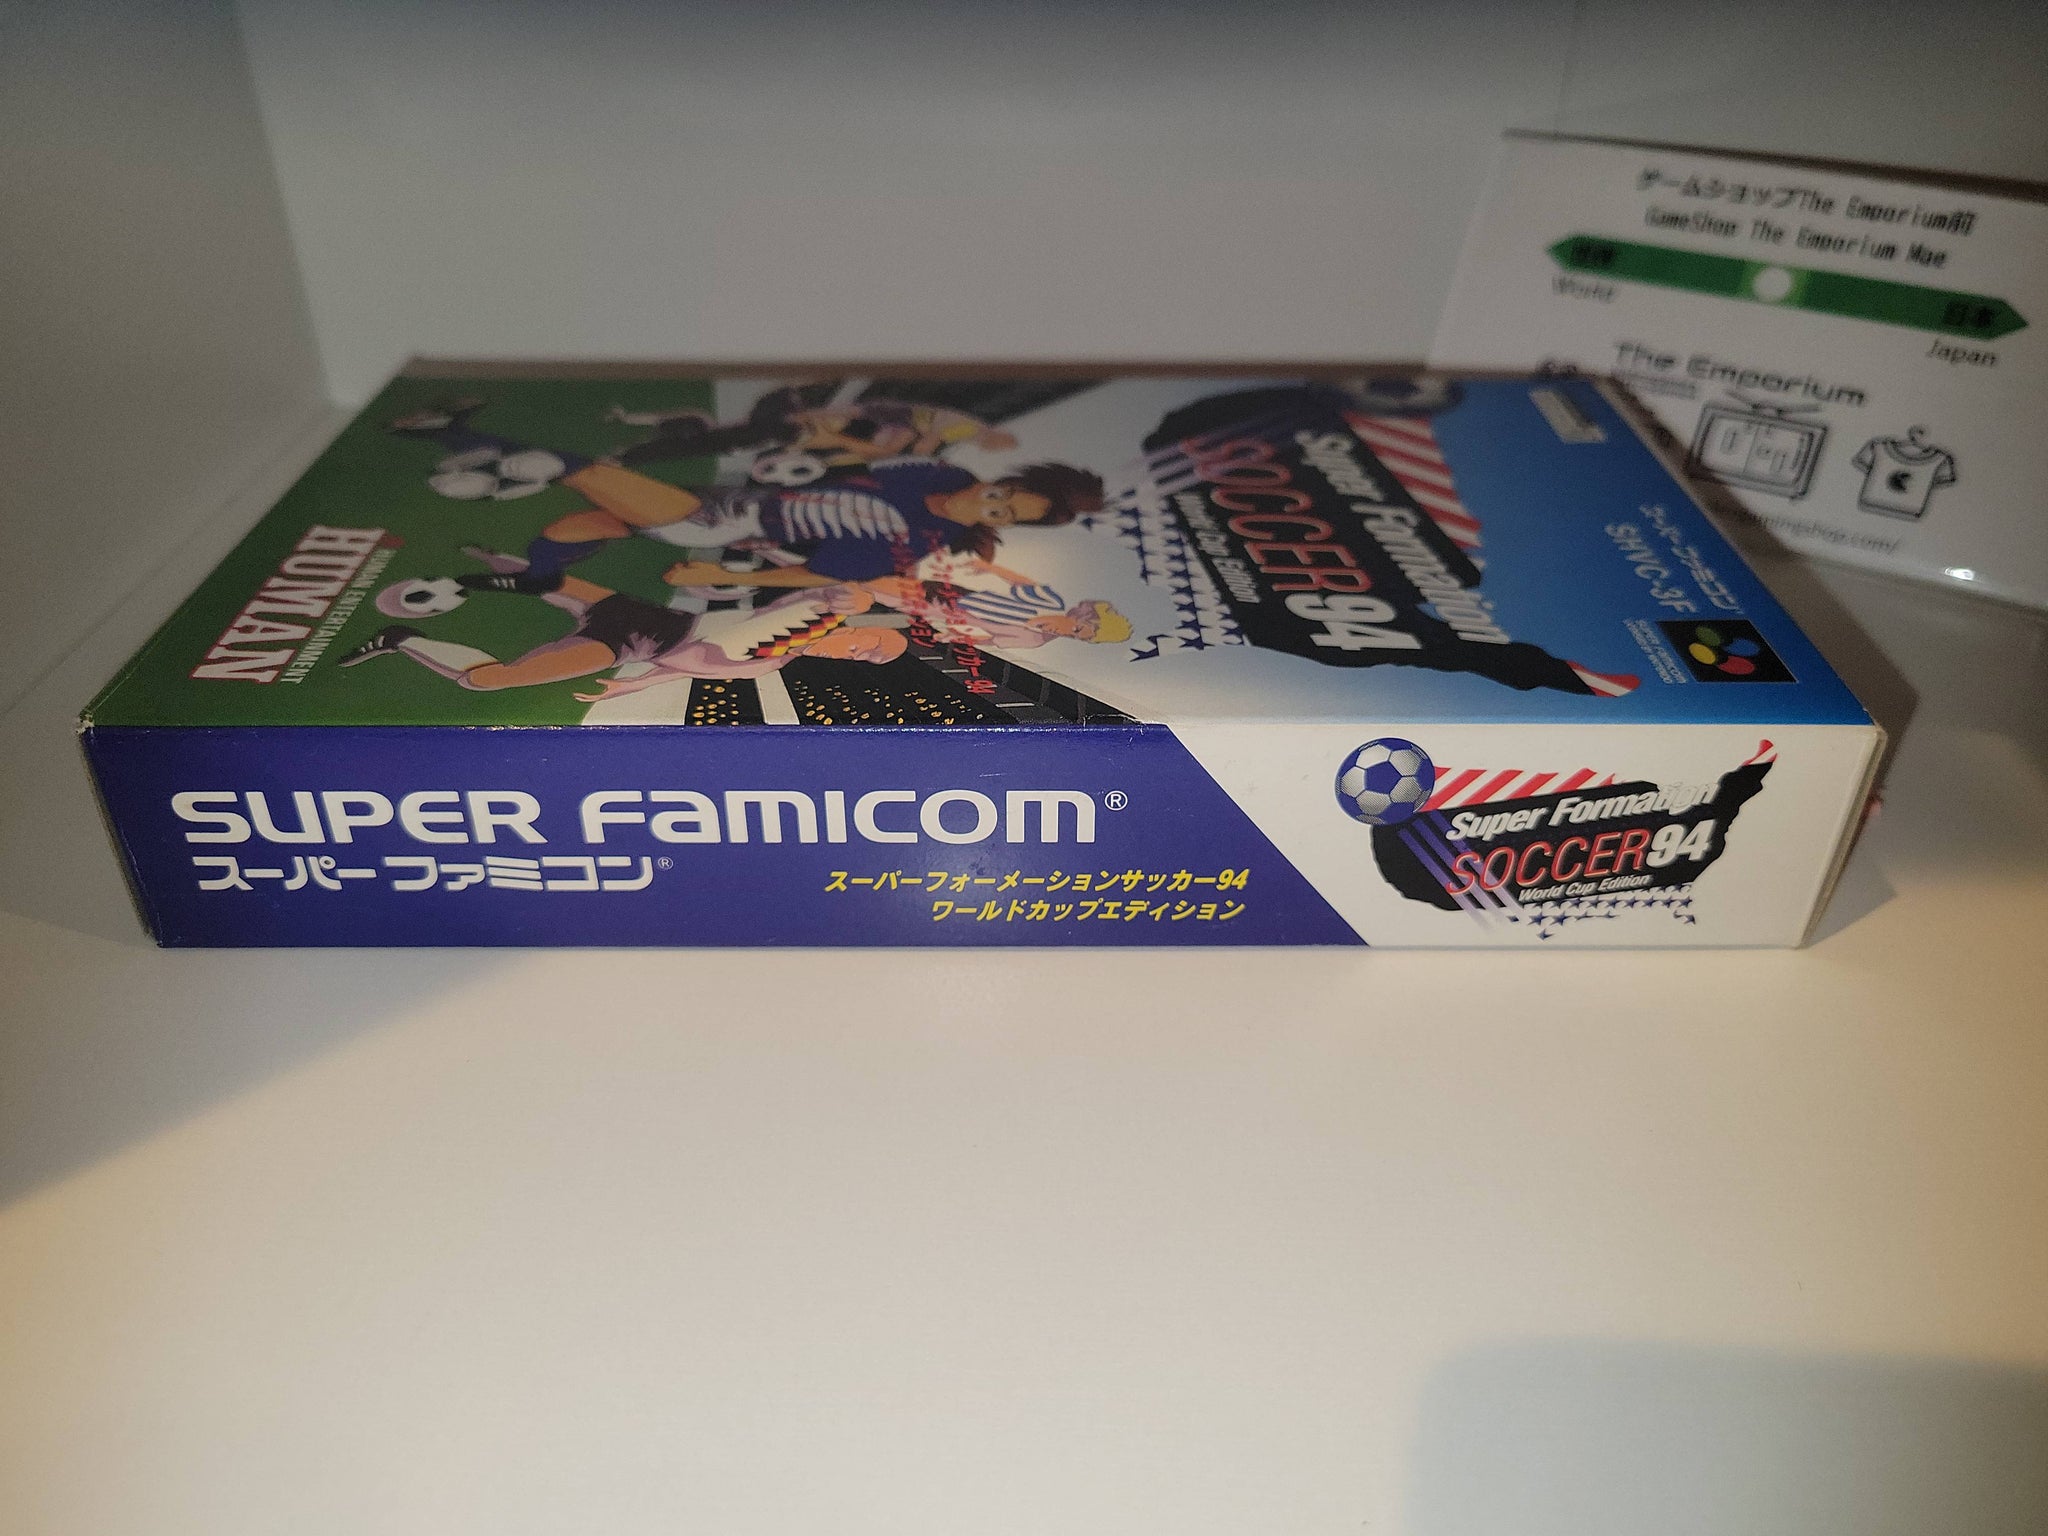 ゲームショップThe Emporium前
GameShop The Emporium Mae
World
日本
Japan
The Emporium
スーパーファミコン
SHVC-3F
Super Formation
SOCCER 94
World Cup Edition
HUMAN ENTERTAINMENT
HUMAN
SUPER FAMICOM®
スーパーファミコン®
スーパーフォーメーションサッカー94
ワールドカップエディション
Super Formation
SOCCER 94
World Cup Edition